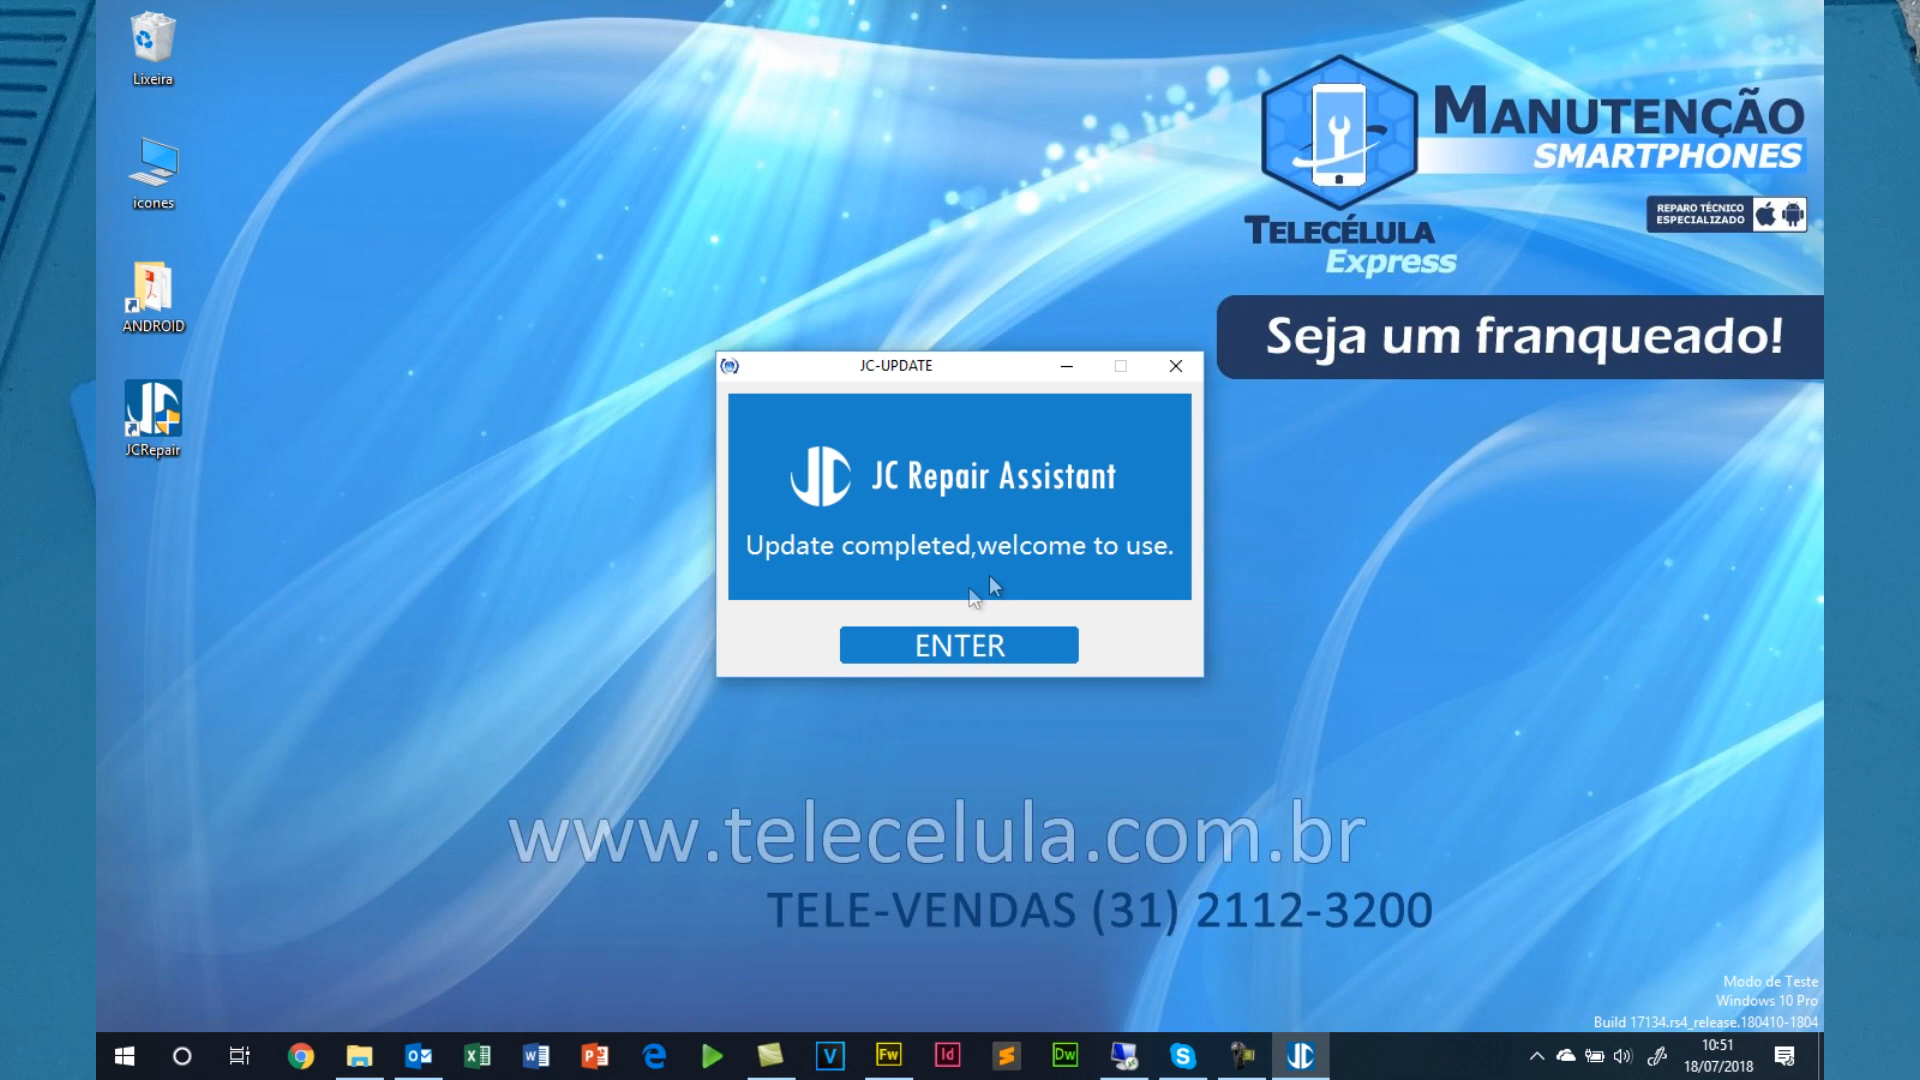 Lixeira
icones
ANDROID
JCRepair
MANUTENÇÃO
SMARTPHONES
REPARO TÉCNICO
ESPECIALIZADO
TELECÉLULA
Express
Seja um franqueado!
JC-UPDATE
JC JC Repair Assistant
Update completed,welcome to use.
ENTER
www.telecelula.com.br
TELE-VENDAS (31) 2112-3200
Modo de Teste
Windows 10 Pro
Build 17134.rs4_release.180410-1804
10:51
18/07/2018